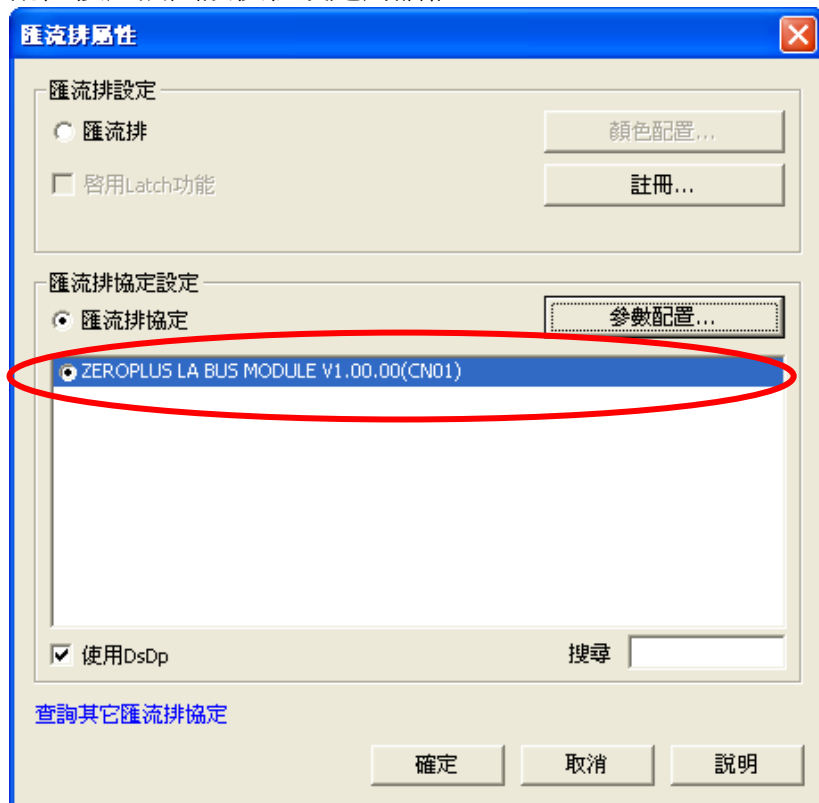 匯流排屬性
匯流排設定
匯流排
顏色配置...
啓用Latch功能
註冊...
匯流排協定設定
匯流排協定
參數配置...
ZEROPLUS LA BUS MODULE V1.00.00(CN01)
使用DsDp
搜尋
查詢其它匯流排協定
確定
取消
說明